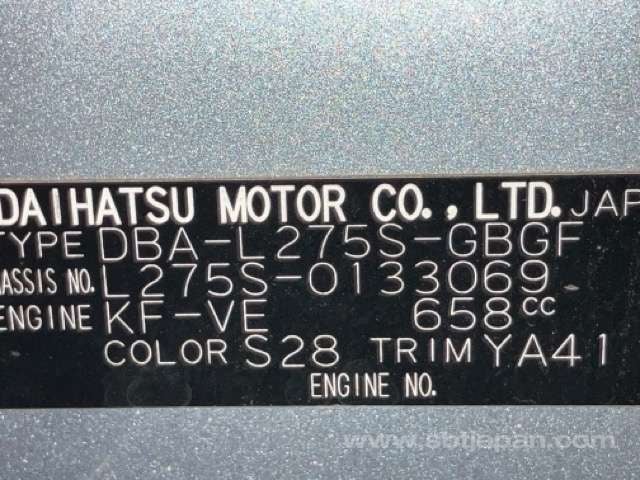 DAIHATSU MOTOR CO., LTD. JAP
TYPE DBA-L275S-GBGF
HASSIS NO. L275S-0133069
ENGINE KF-VE 658cc
COLOR S28 TRIM YA41
ENGINE NO.
www.sbtjapan.com